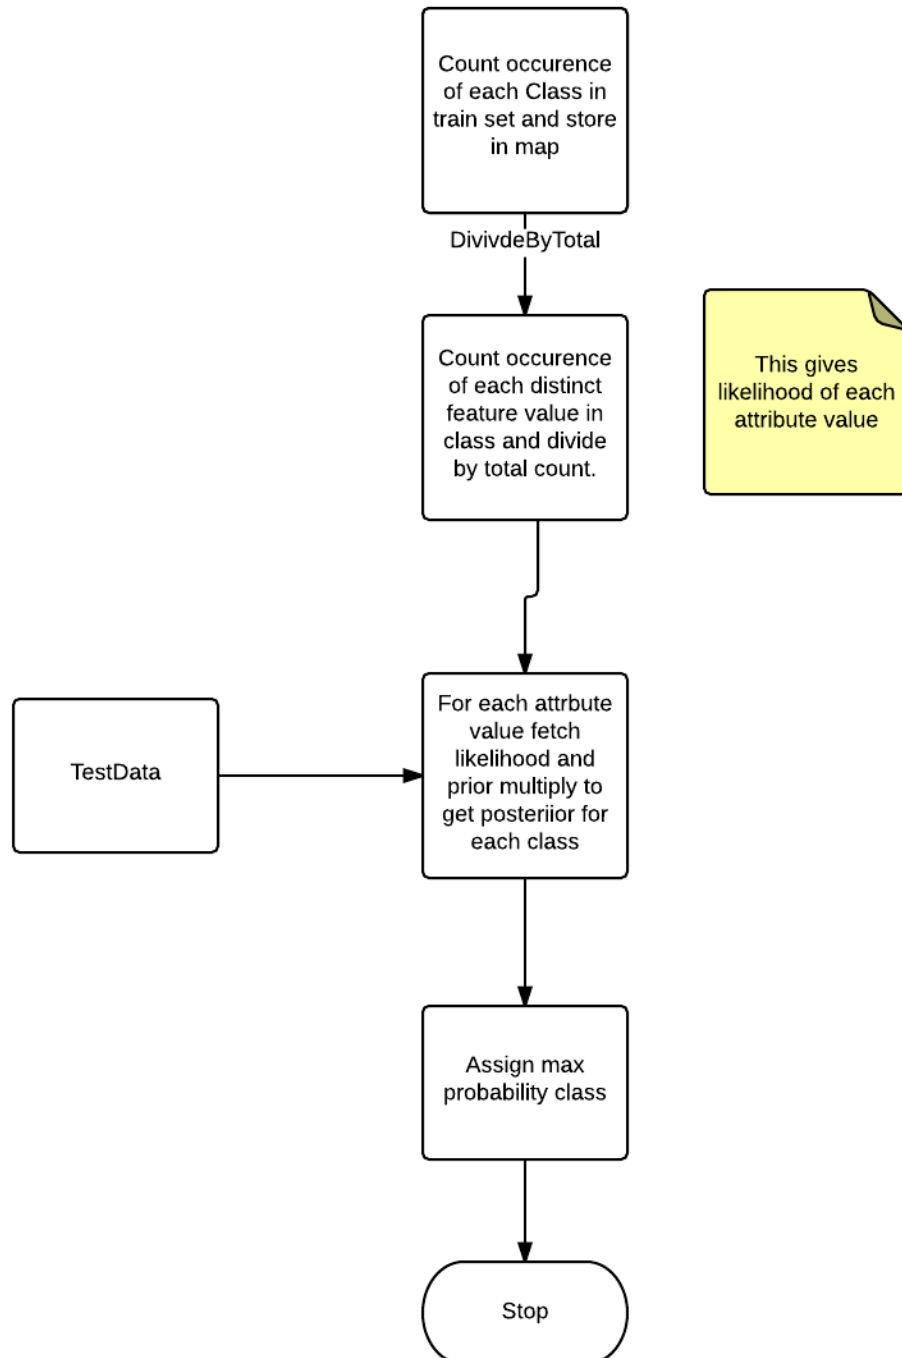 Count occurence
of each Class in
train set and store
in map
DivivdeByTotal
Count occurence
of each distinct
feature value in
class and divide
by total count.
This gives
likelihood of each
attribute value
For each attrbute
value fetch
likelihood and
prior multiply to
get posteriior for
each class
TestData
Assign max
probability class
Stop